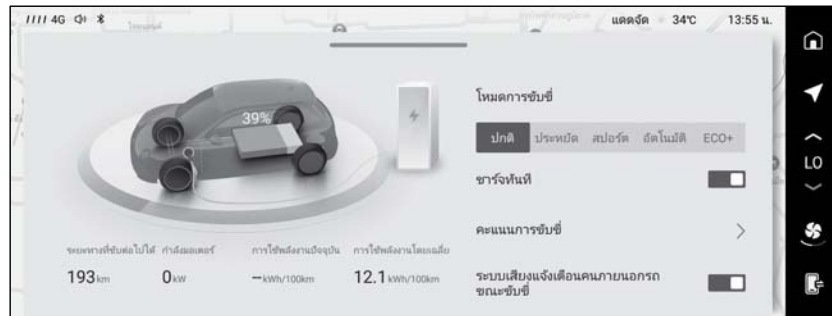 4G แดดจัด 34°C 13:55 น.
39%
โหมดการขับขี่
ปกติ ประหยัด สปอร์ต อัตโนมัติ ECO+
ชาร์จทันที
คะแนนการขับขี่
ระบบเสียงแจ้งเตือนคนภายนอกรถ
ขณะขับขี่
ระยะทางที่ขับต่อไปได้ กำลังมอเตอร์ การใช้พลังงานปัจจุบัน การใช้พลังงานโดยเฉลี่ย
193 km 0 kW -- kWh/100km 12.1 kWh/100km
LO